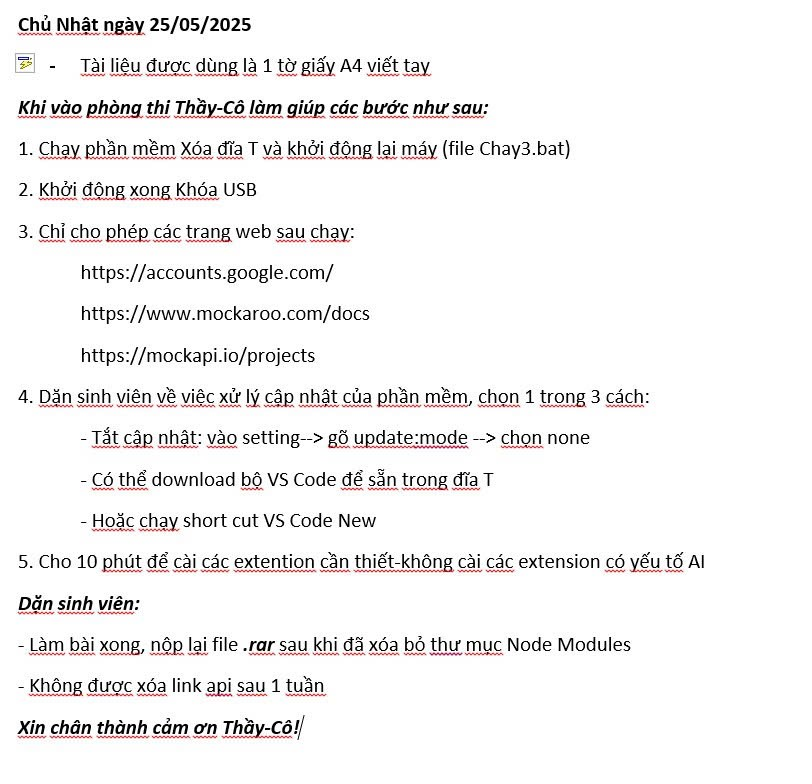 Chủ Nhật ngày 25/05/2025
- Tài liệu được dùng là 1 tờ giấy A4 viết tay
Khi vào phòng thi Thầy-Cô làm giúp các bước như sau:
1. Chạy phần mềm Xóa đĩa T và khởi động lại máy (file Chay3.bat)
2. Khởi động xong Khóa USB
3. Chỉ cho phép các trang web sau chạy:
https://accounts.google.com/
https://www.mockaroo.com/docs
https://mockapi.io/projects
4. Dặn sinh viên về việc xử lý cập nhật của phần mềm, chọn 1 trong 3 cách:
- Tắt cập nhật: vào setting--> gõ update:mode --> chọn none
- Có thể download bộ VS Code để sẵn trong đĩa T
- Hoặc chạy short cut VS Code New
5. Cho 10 phút để cài các extention cần thiết-không cài các extension có yếu tố AI
Dặn sinh viên:
- Làm bài xong, nộp lại file .rar sau khi đã xóa bỏ thư mục Node Modules
- Không được xóa link api sau 1 tuần
Xin chân thành cảm ơn Thầy-Cô!